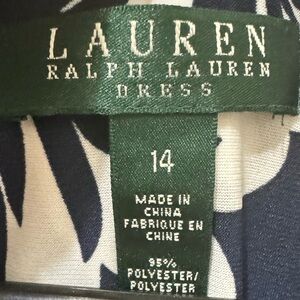 LAUREN
RALPH LAUREN
DRESS
14
MADE IN
CHINA
FABRIQUE EN
CHINE
95%
POLYESTER/
POLYESTER